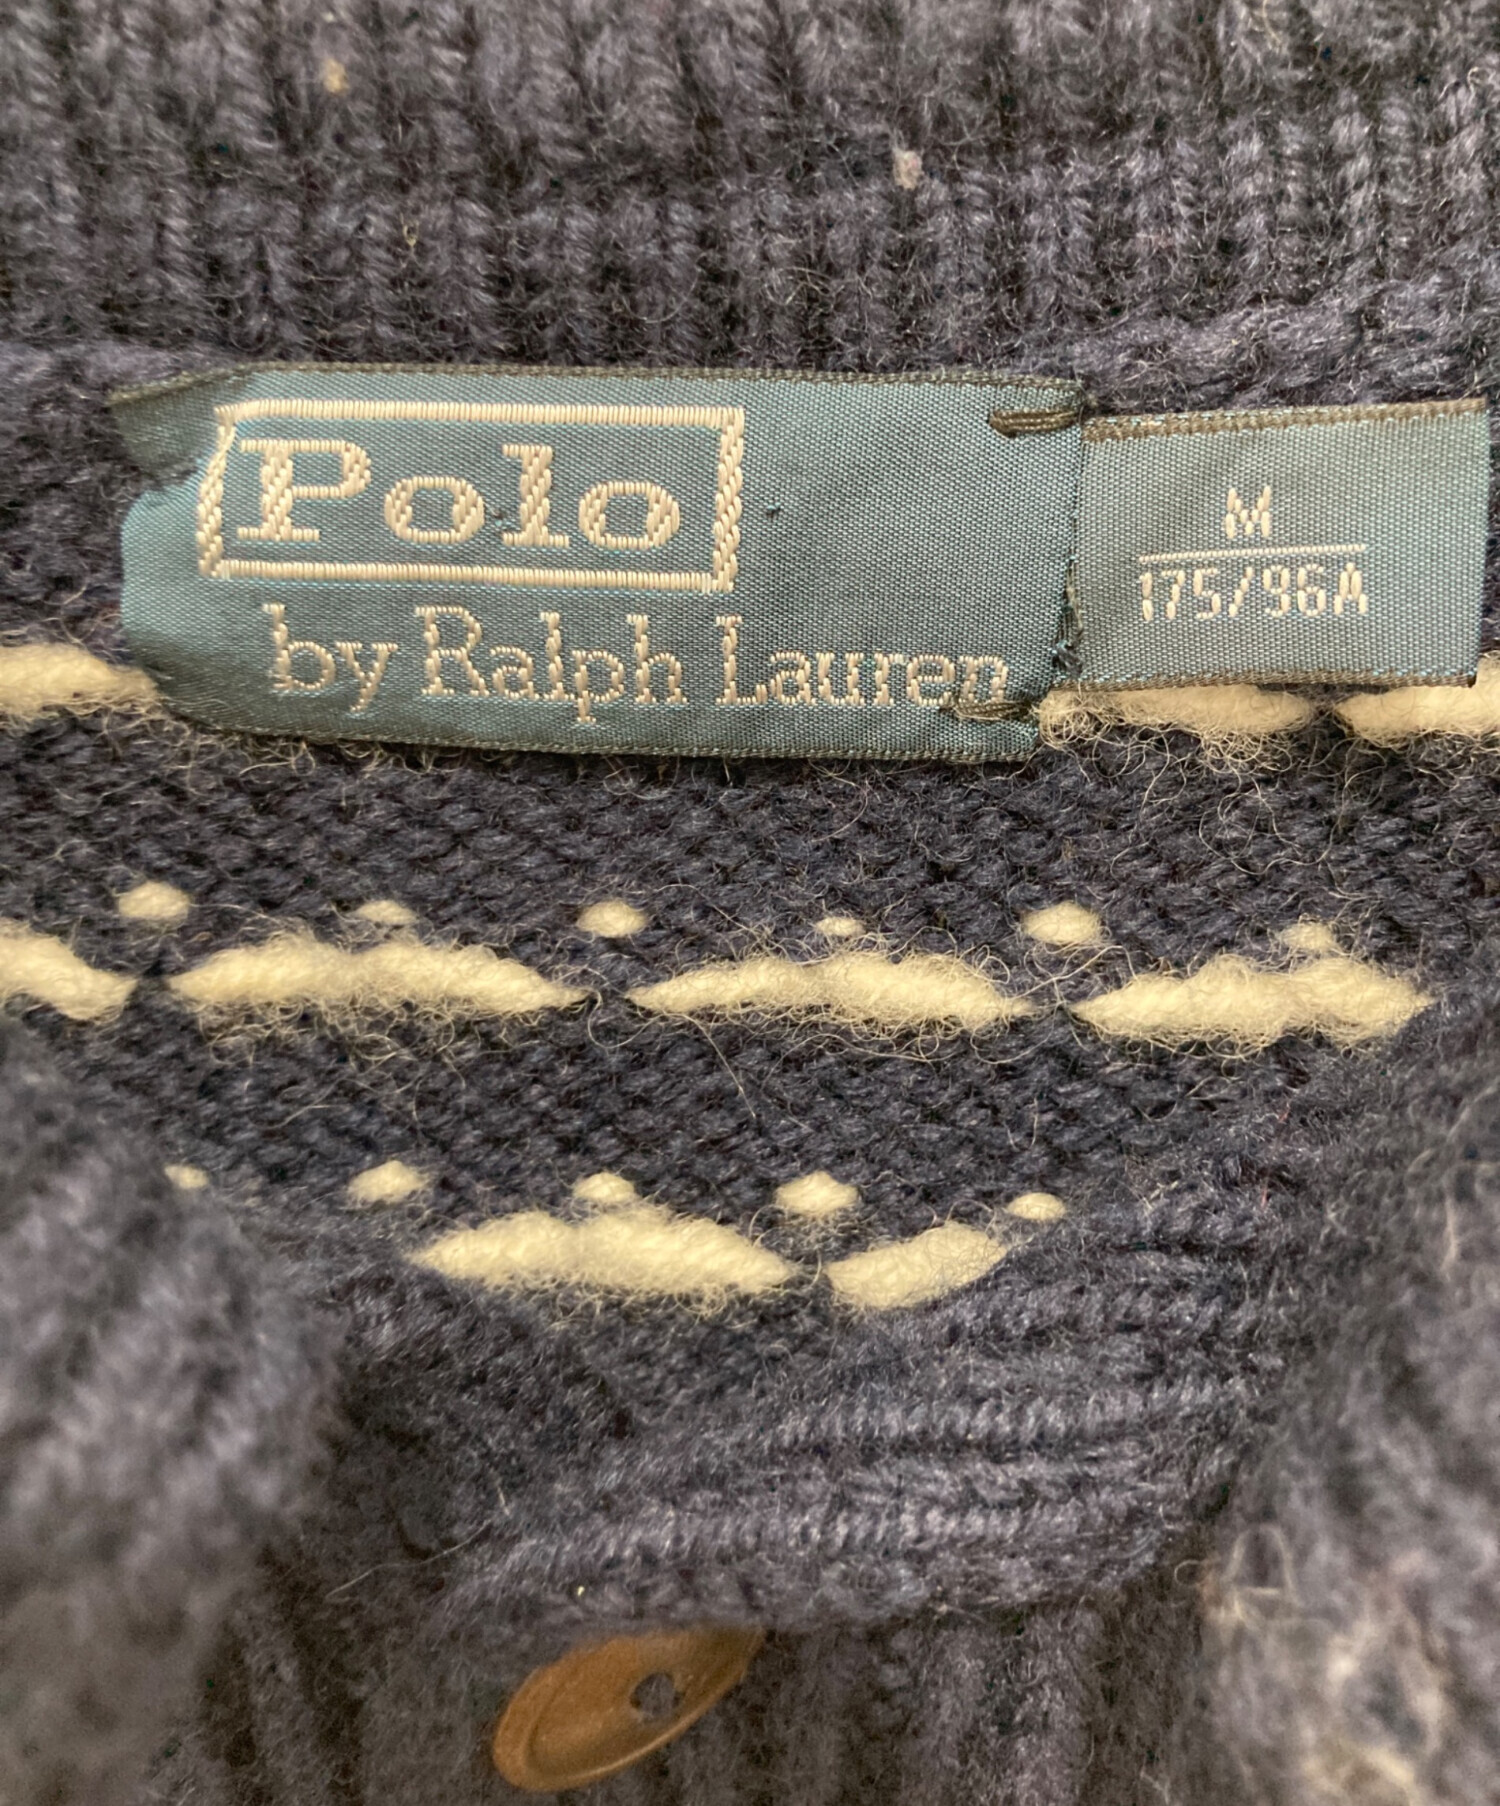 Polo
by Ralph Lauren
M
175/96A